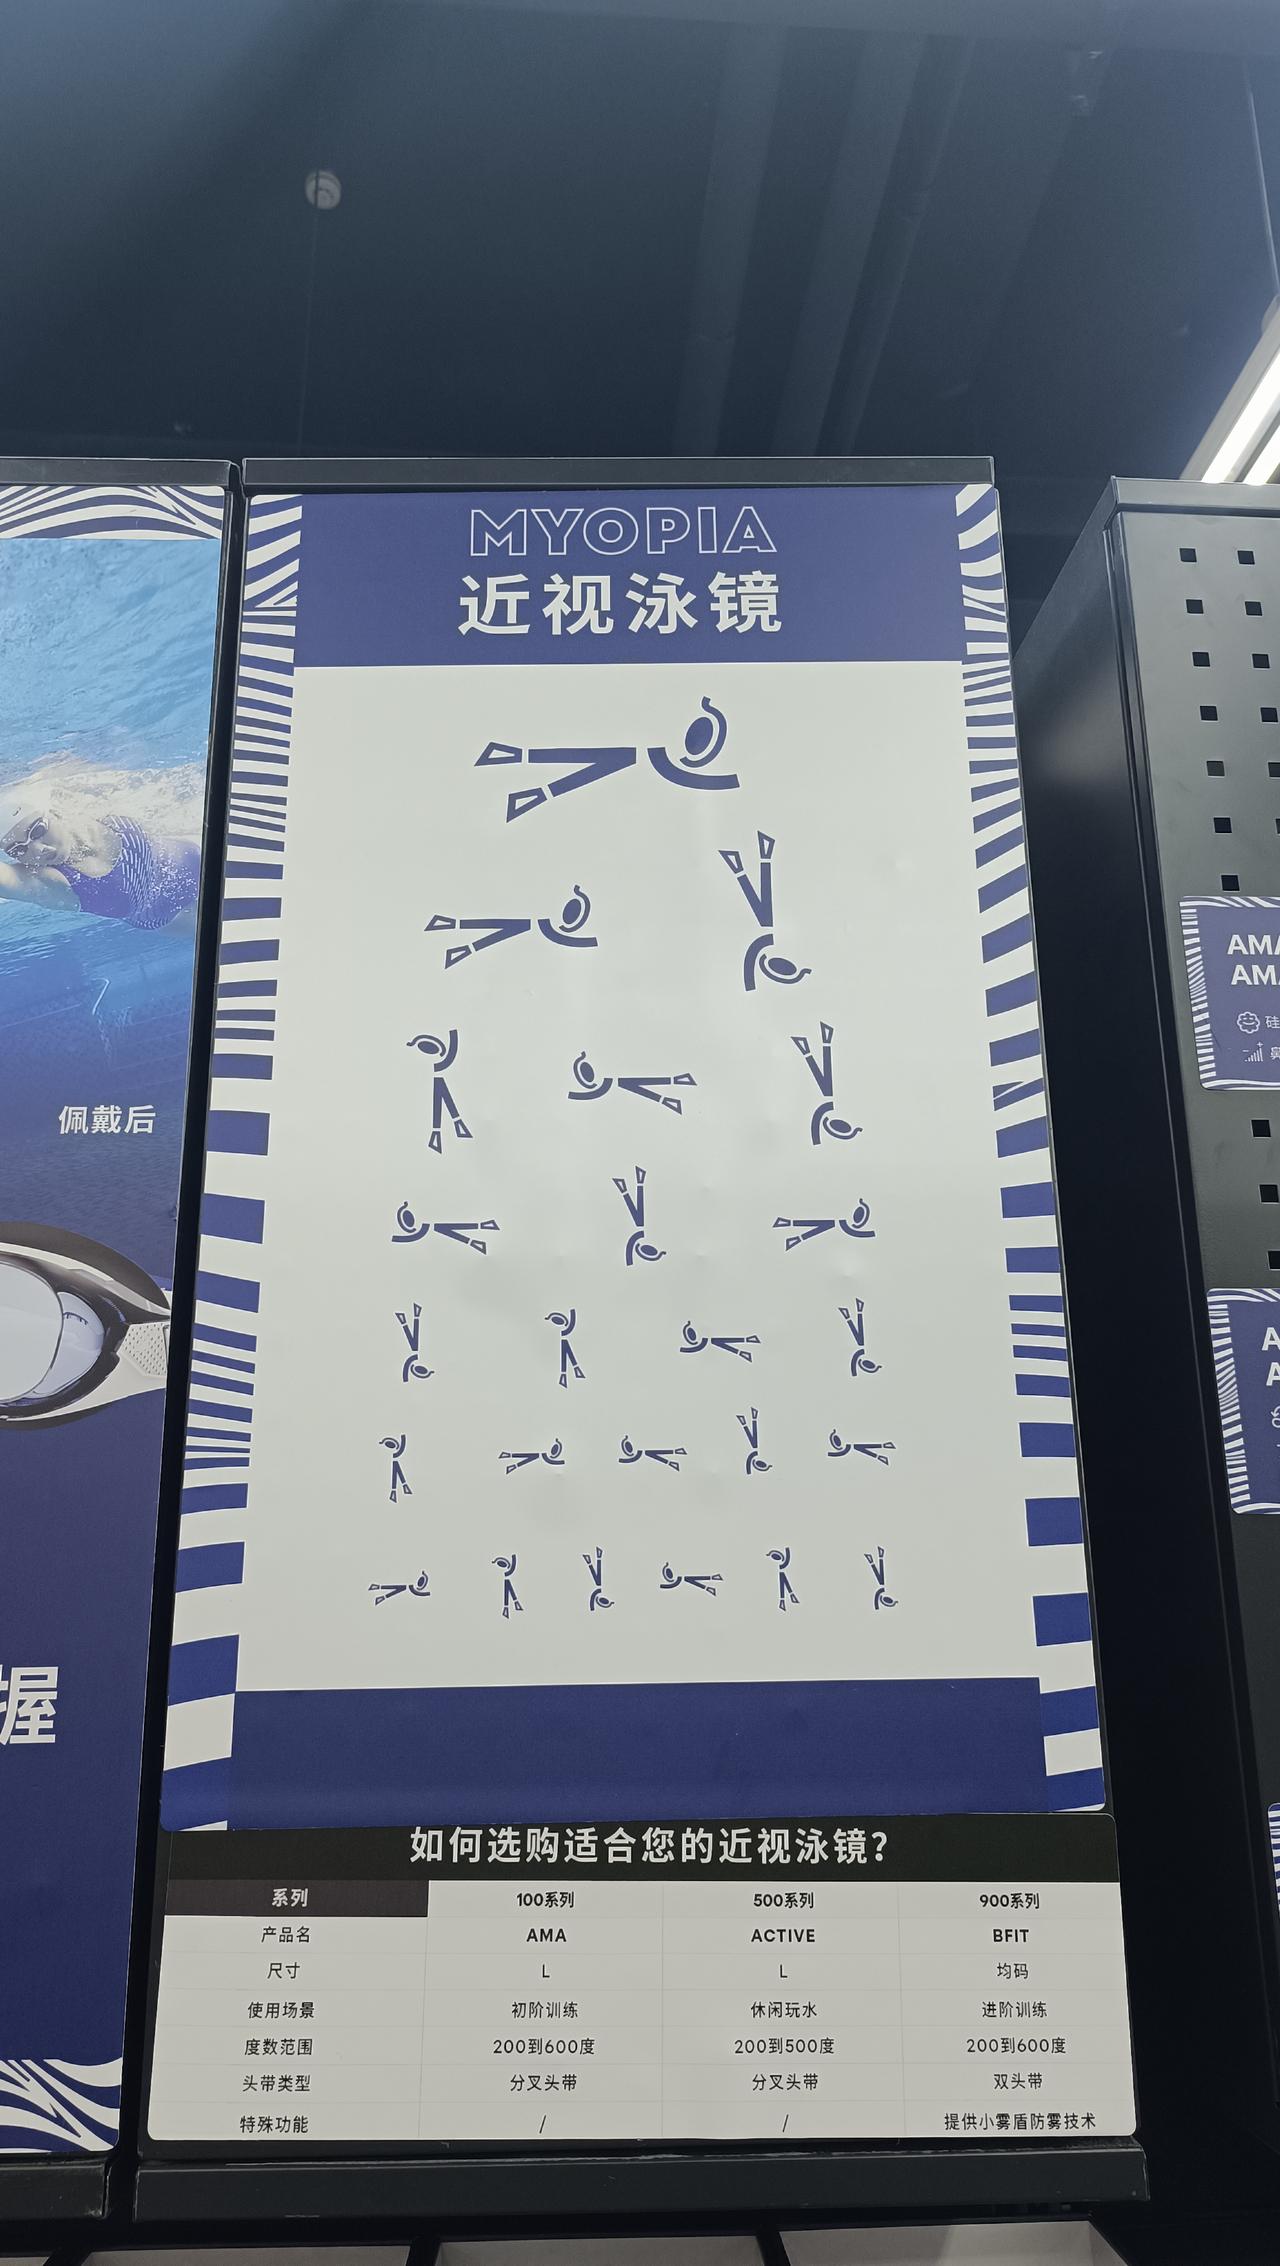 MYOPIA
近视泳镜
佩戴后
握
如何选购适合您的近视泳镜?
系列 100系列 500系列 900系列
产品名 AMA ACTIVE BFIT
尺寸 L L 均码
使用场景 初阶训练 休闲玩水 进阶训练
度数范围 200到600度 200到500度 200到600度
头带类型 分叉头带 分叉头带 双头带
特殊功能 / / 提供小雾盾防雾技术
AMA
AMA
硅
鼻
A
A